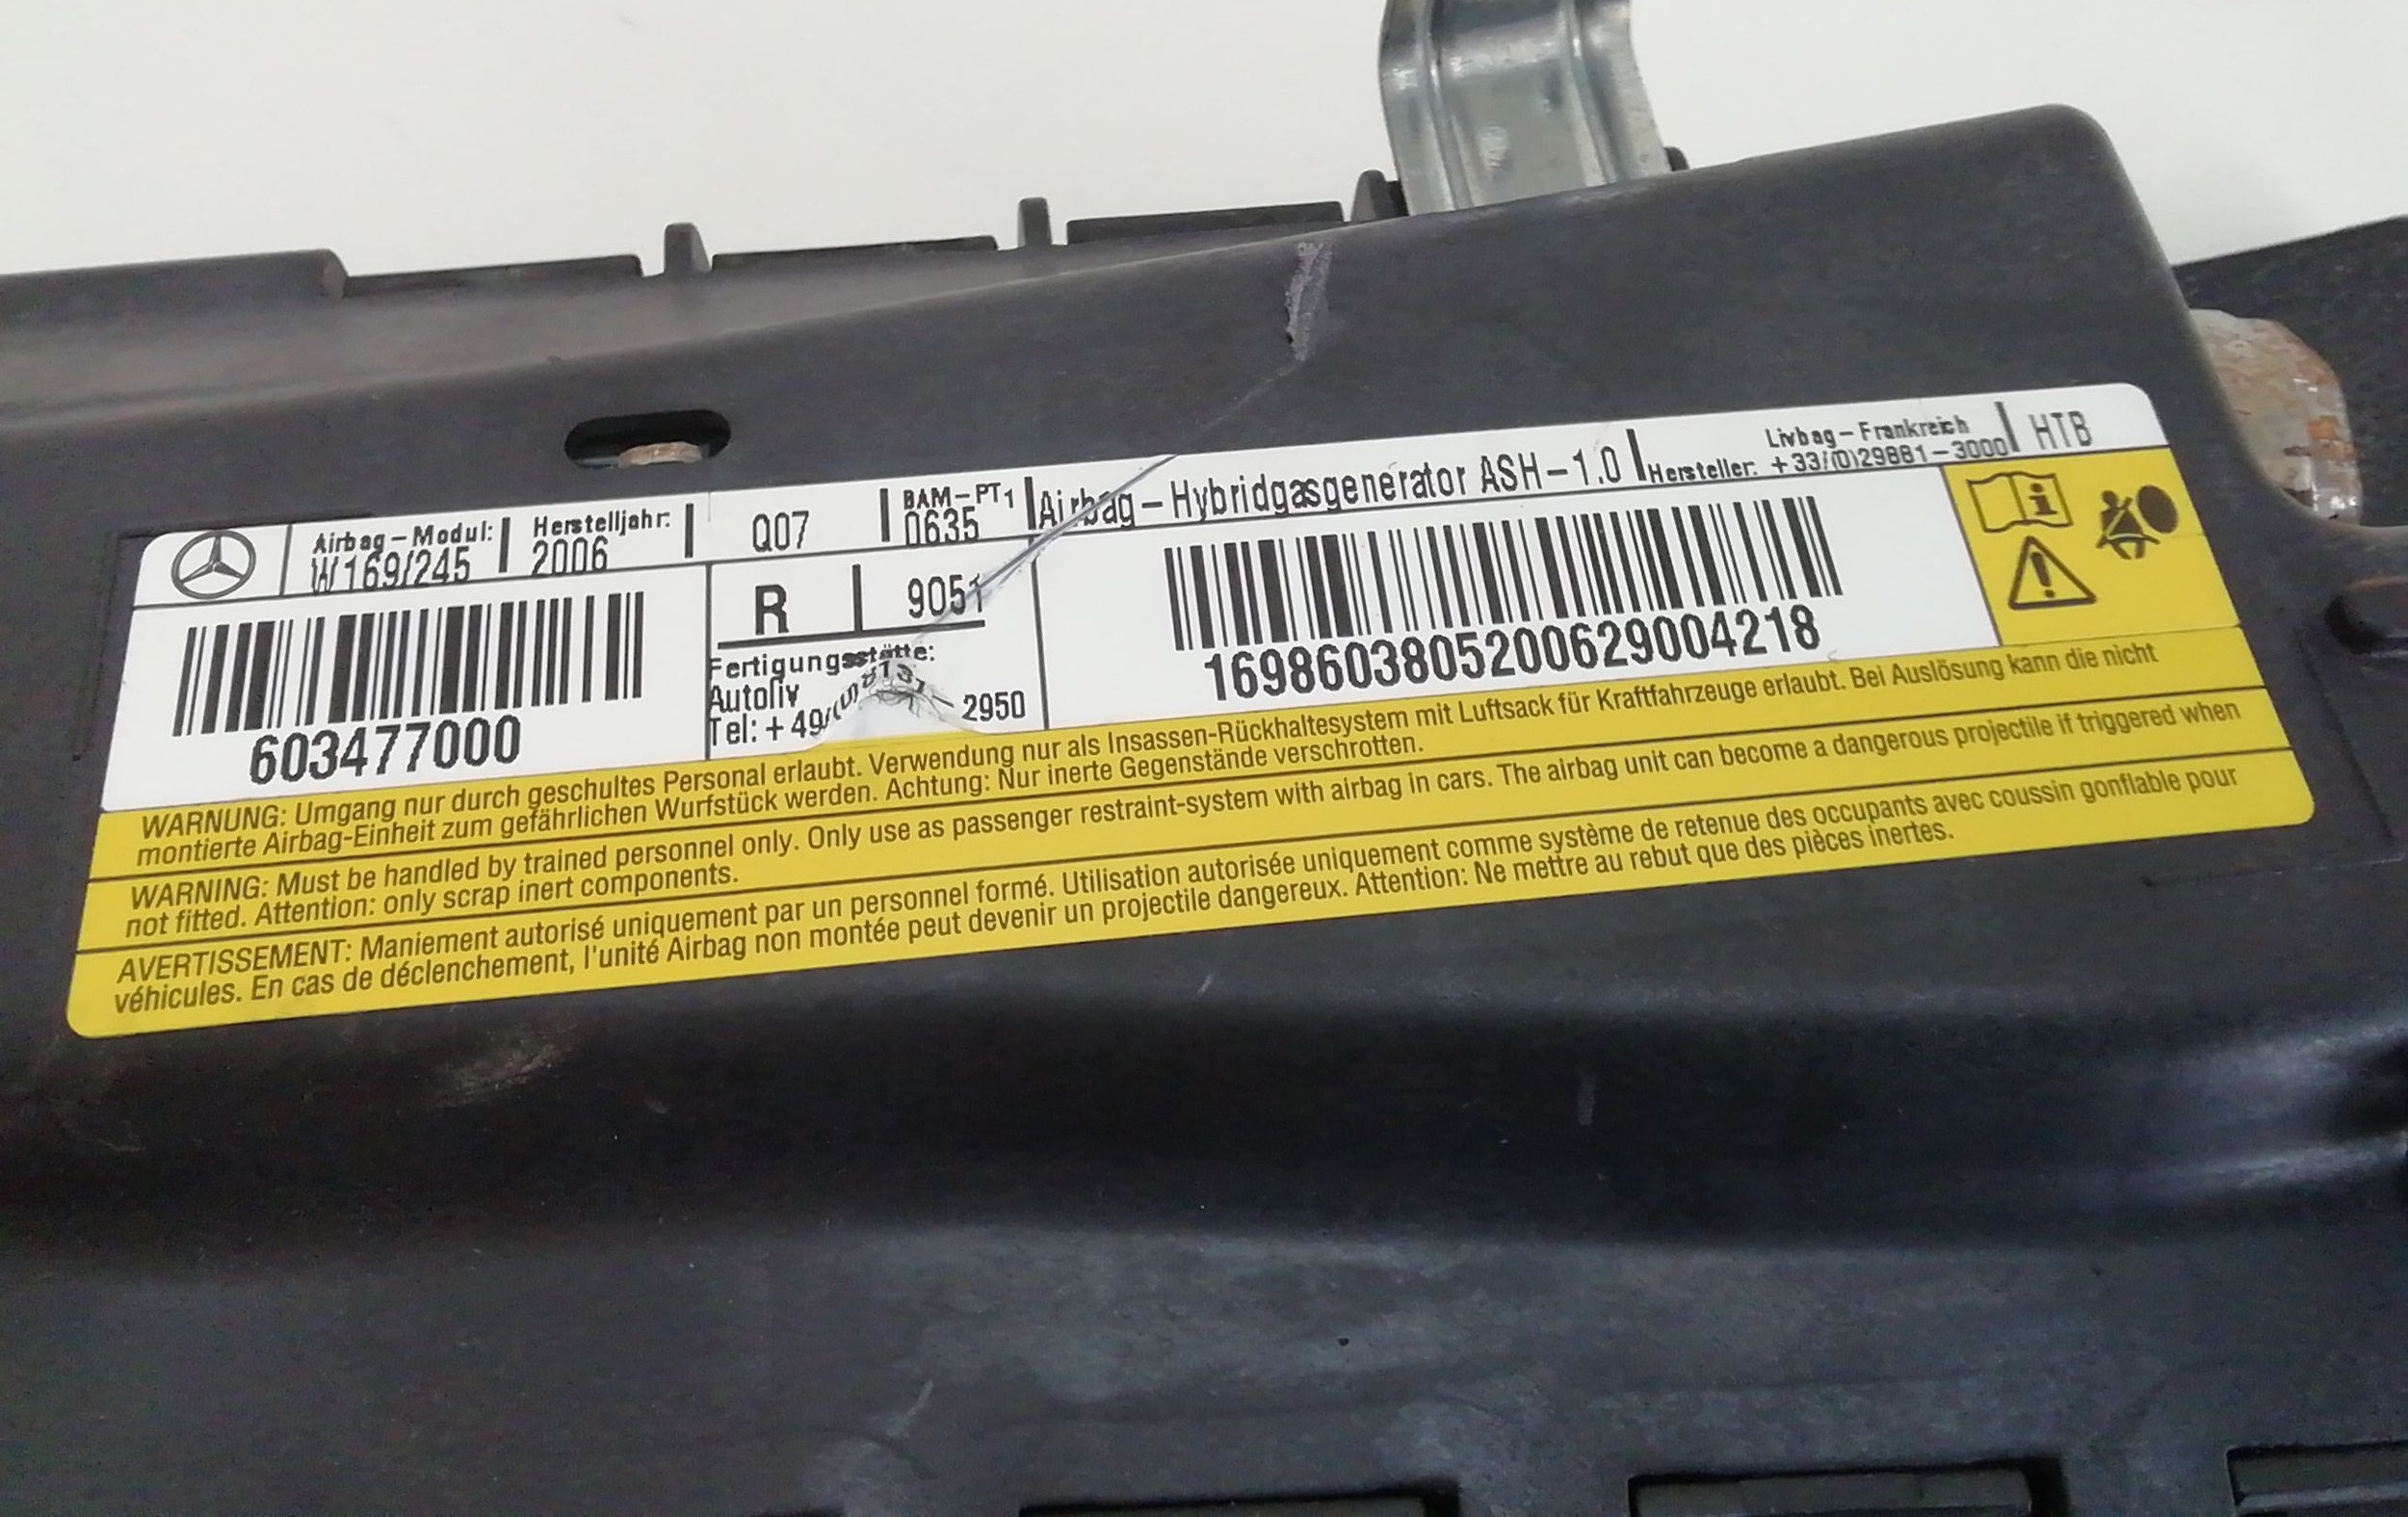 Airbag-Modul: Herstelljahr: Q07 BAM-PT1 Airbag-Hybridgasgenerator ASH-1.0 Hersteller: Livbag-Frankreich HTB
W169/245 2006 0635 +33/(0)29881-3000
R 9051
Fertigungsstätte:
Autoliv
Tel: +49/ 2950
603477000
1698603805200629004218
WARNUNG: Umgang nur durch geschultes Personal erlaubt. Verwendung nur als Insassen-Rückhaltesystem mit Luftsack für Kraftfahrzeuge erlaubt. Bei Auslösung kann die nicht
montierte Airbag-Einheit zum gefährlichen Wurfstück werden. Achtung: Nur inerte Gegenstände verschrotten.
WARNING: Must be handled by trained personnel only. Only use as passenger restraint-system with airbag in cars. The airbag unit can become a dangerous projectile if triggered when
not fitted. Attention: only scrap inert components.
AVERTISSEMENT: Maniement autorisé uniquement par un personnel formé. Utilisation autorisée uniquement comme système de retenue des occupants avec coussin gonflable pour
véhicules. En cas de déclenchement, l'unité Airbag non montée peut devenir un projectile dangereux. Attention: Ne mettre au rebut que des pièces inertes.